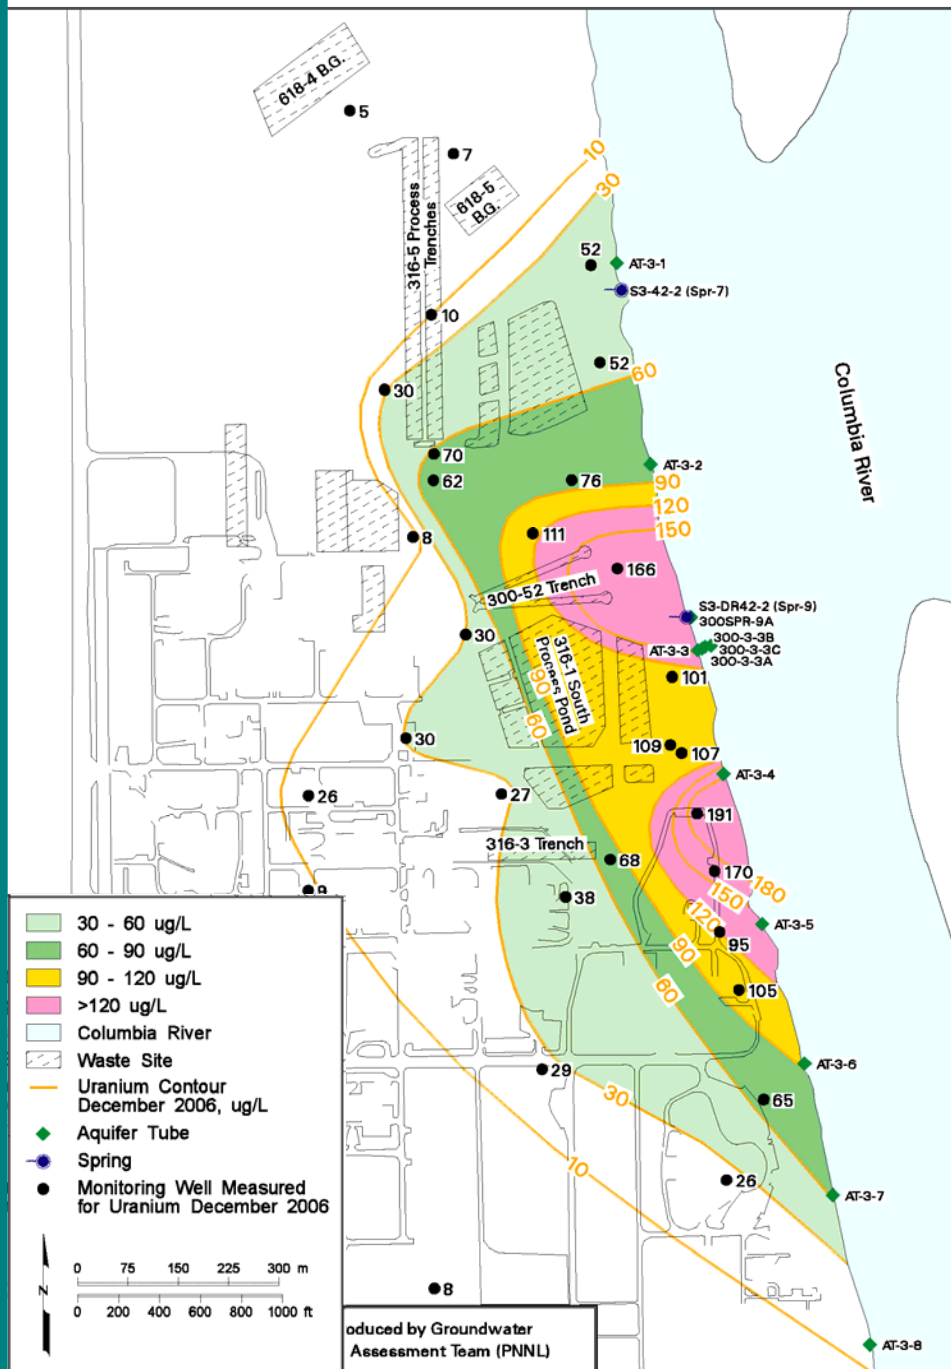 618-4 B.G.
5
7
316-5 Process
Trenches
618-5
B.G.
10
30
52
AT-3-1
S3-42-2 (Spr-7)
10
52
60
30
Columbia River
70
62
76
AT-3-2
90
120
150
8
111
166
300-52 Trench
S3-DR42-2 (Spr-9)
300SPR-9A
300-3-3B
300-3-3C
300-3-3A
AT-3-3
30
316-1 South
Process Pond
90
60
101
30
109
107
AT-3-4
26
27
191
316-3 Trench
68
170
180
150
120
9
38
95
AT-3-5
90
60
105
29
AT-3-6
30
65
10
26
AT-3-7
8
AT-3-8
30 - 60 ug/L
60 - 90 ug/L
90 - 120 ug/L
>120 ug/L
Columbia River
Waste Site
Uranium Contour
December 2006, ug/L
Aquifer Tube
Spring
Monitoring Well Measured
for Uranium December 2006
N
0 75 150 225 300 m
0 200 400 600 800 1000 ft
oduced by Groundwater
Assessment Team (PNNL)